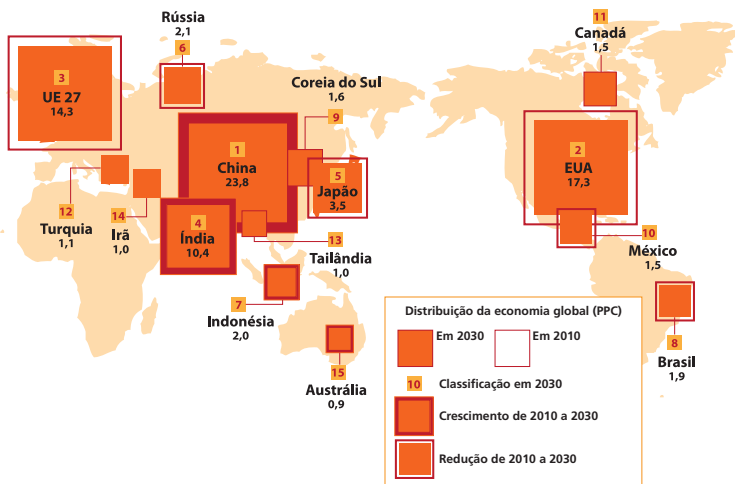 Rússia
2,1
6
11
Canadá
1,5
3
UE 27
14,3
Coreia do Sul
1,6
9
1
China
23,8
2
EUA
17,3
5
Japão
3,5
12
Turquia
1,1
14
Irã
1,0
4
Índia
10,4
13
Tailândia
1,0
10
México
1,5
7
Indonésia
2,0
15
Austrália
0,9
8
Brasil
1,9
Distribuição da economia global (PPC)
Em 2030
Em 2010
10 Classificação em 2030
Crescimento de 2010 a 2030
Redução de 2010 a 2030